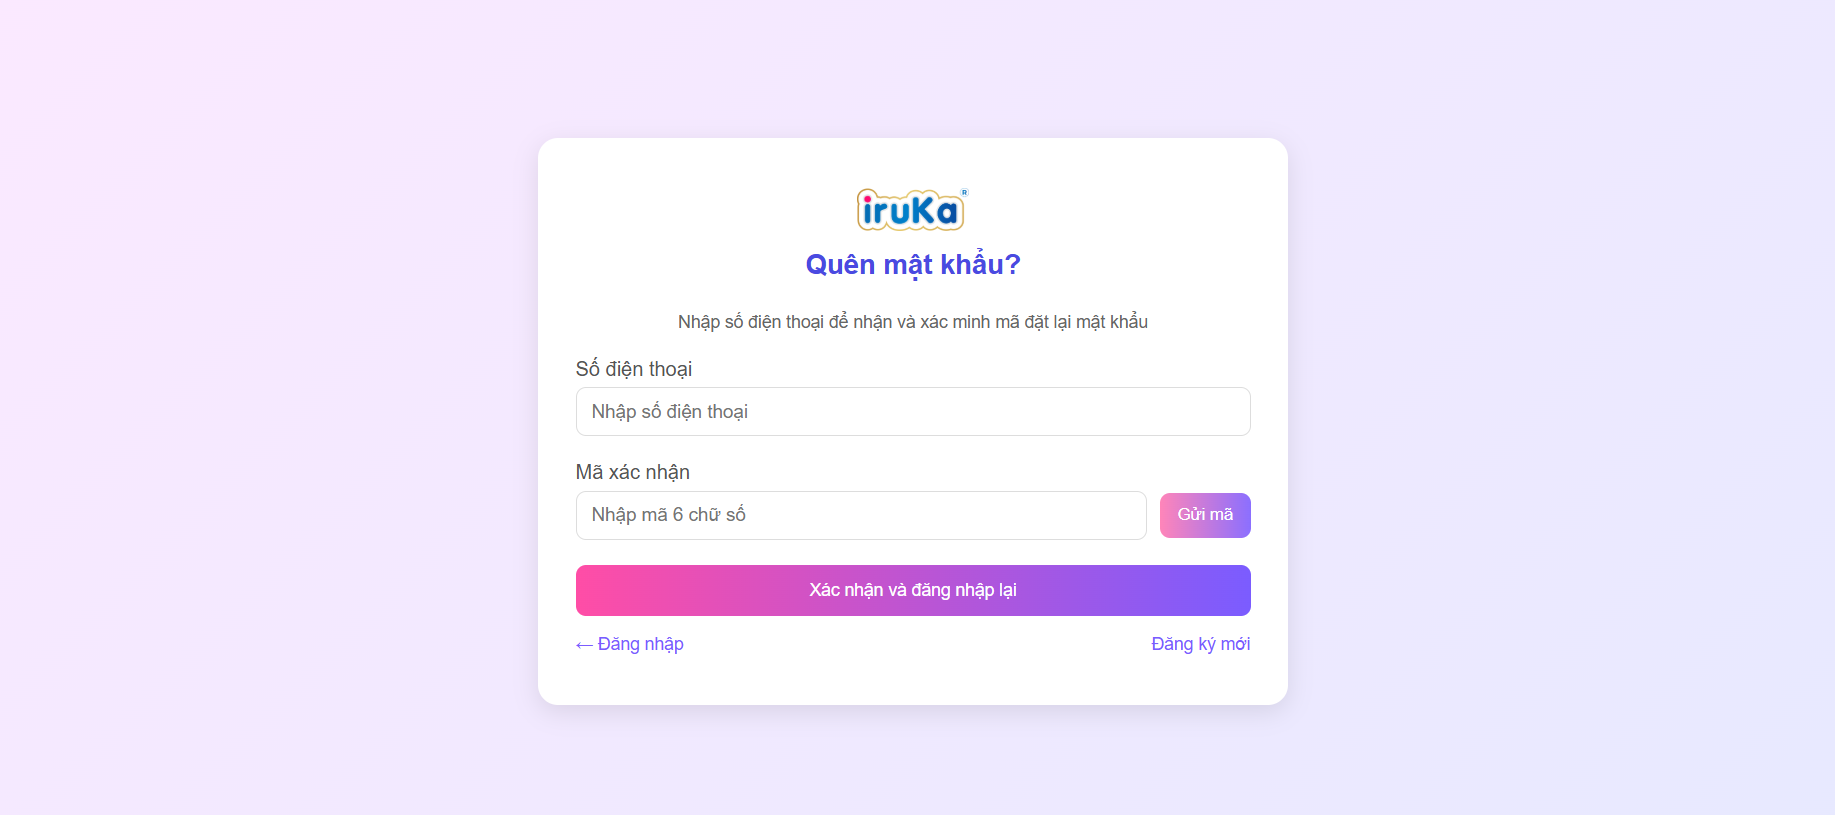 iruKa®
Quên mật khẩu?
Nhập số điện thoại để nhận và xác minh mã đặt lại mật khẩu
Số điện thoại
Nhập số điện thoại
Mã xác nhận
Nhập mã 6 chữ số
Gửi mã
Xác nhận và đăng nhập lại
← Đăng nhập
Đăng ký mới